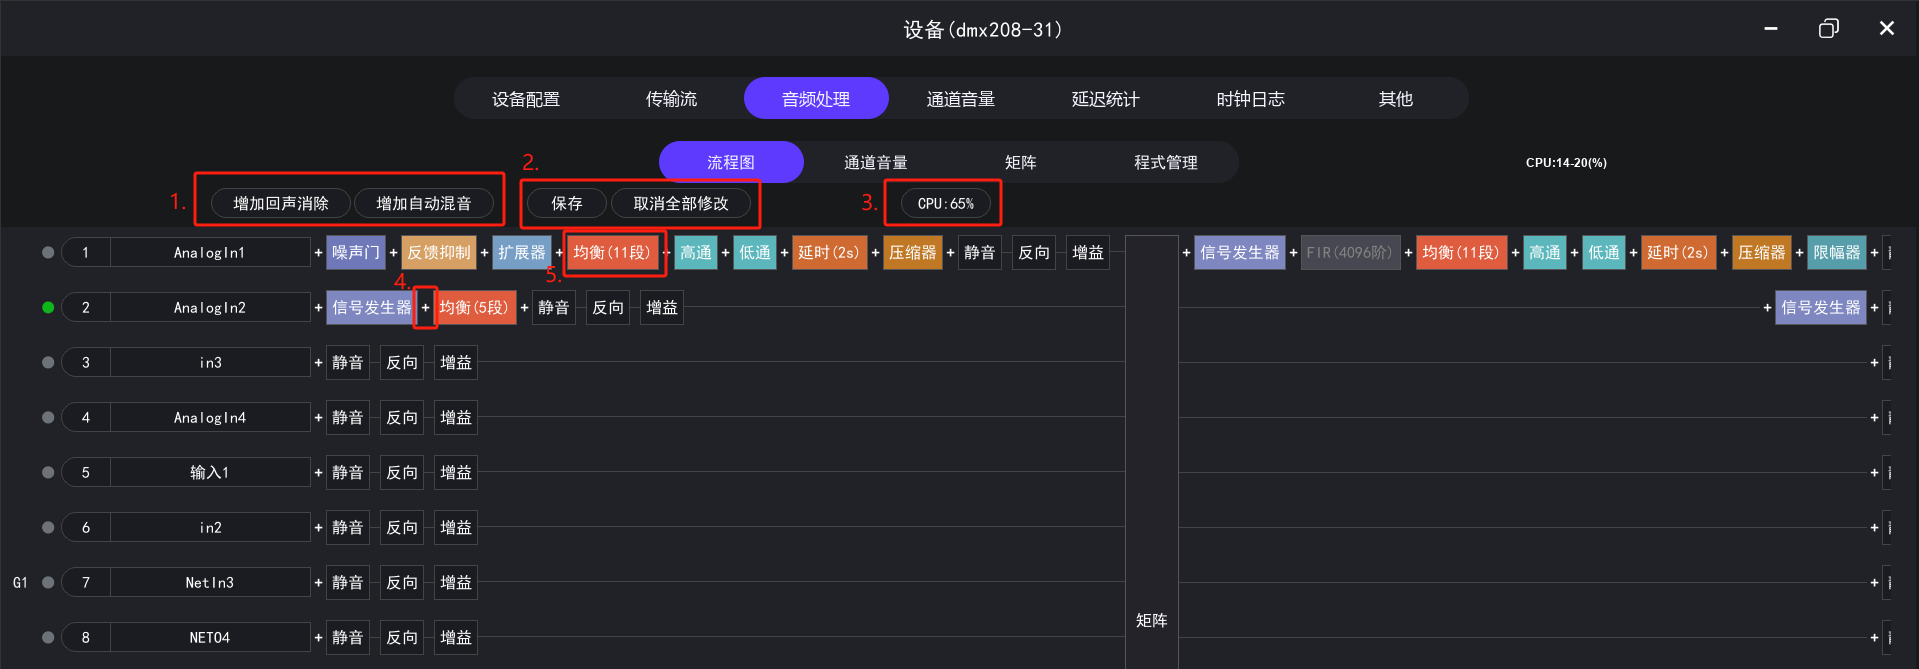 设备(dmx208-31)
设备配置 传输流 音频处理 通道音量 延迟统计 时钟日志 其他
流程图 通道音量 矩阵 程式管理 CPU:14-20(%)
1. 增加回声消除 增加自动混音 2. 保存 取消全部修改 3. CPU:65%
1 AnalogIn1 + 噪声门 + 反馈抑制 + 扩展器 + 均衡(11段) + 高通 + 低通 + 延时(2s) + 压缩器 + 静音 反向 增益 + 信号发生器 + FIR(4096阶) + 均衡(11段) + 高通 + 低通 + 延时(2s) + 压缩器 + 限幅器 +
4. 5.
2 AnalogIn2 + 信号发生器 + 均衡(5段) + 静音 反向 增益 + 信号发生器 +
3 in3 + 静音 反向 增益 +
4 AnalogIn4 + 静音 反向 增益 +
5 输入1 + 静音 反向 增益 +
6 in2 + 静音 反向 增益 +
G1 7 NetIn3 + 静音 反向 增益 +
矩阵
8 NETO4 + 静音 反向 增益 +